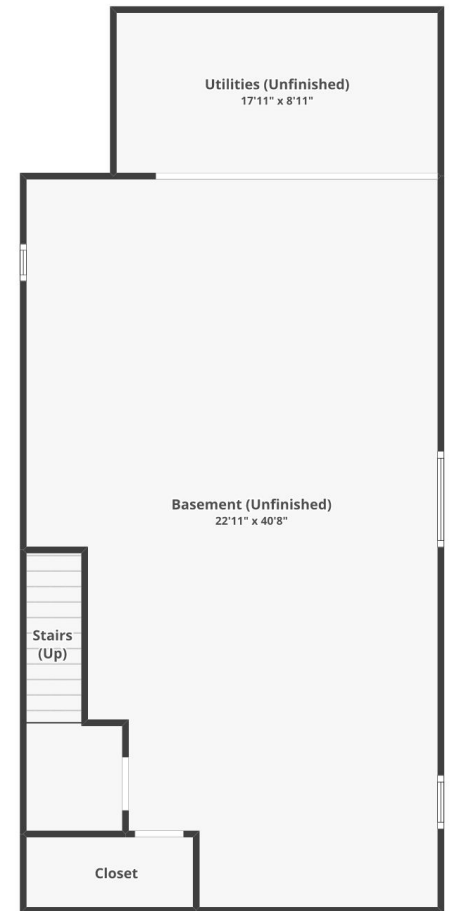 Utilities (Unfinished)
17'11" x 8'11"
Basement (Unfinished)
22'11" x 40'8"
Stairs
(Up)
Closet